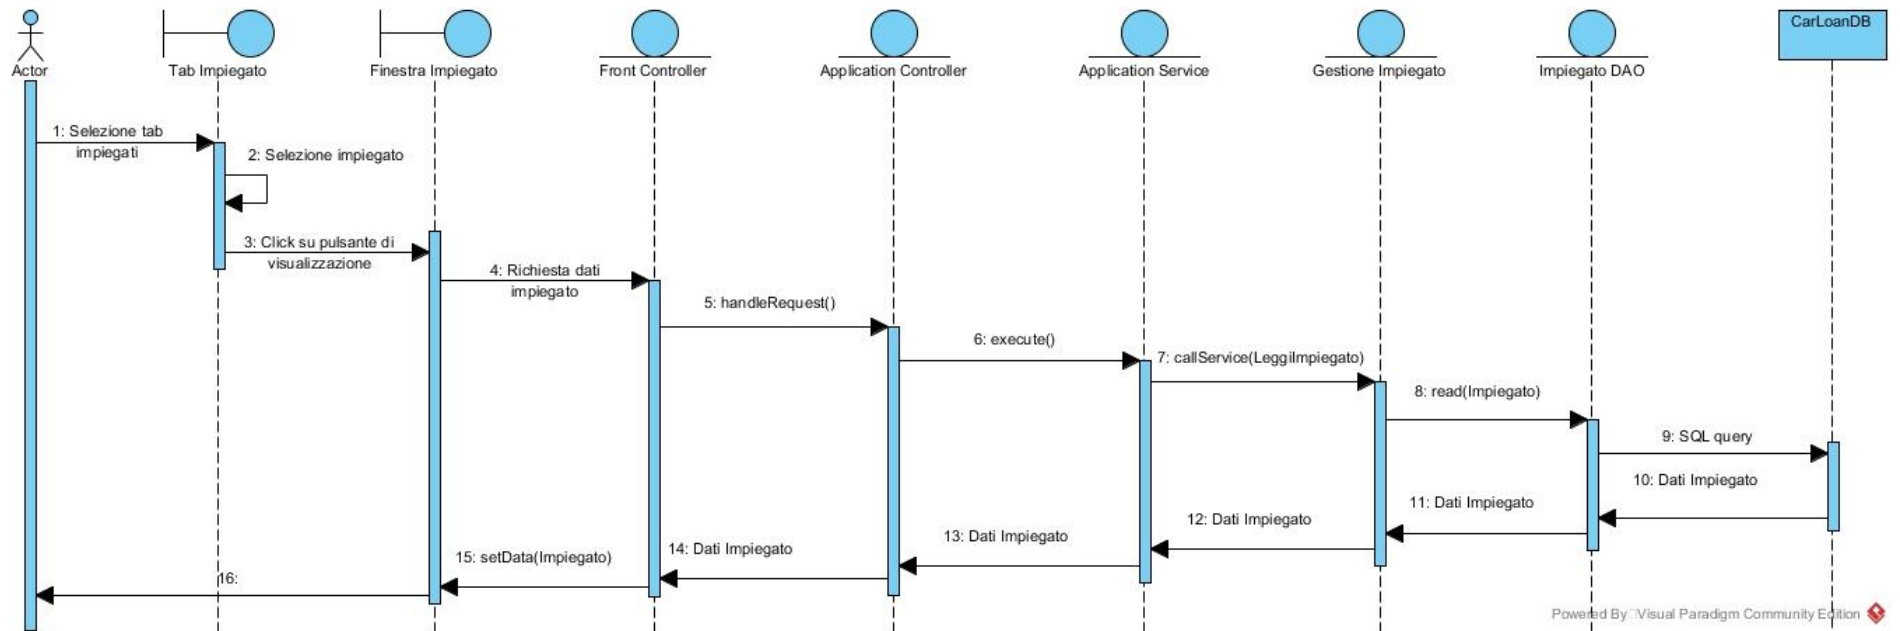 Actor
Tab Impiegato
Finestra Impiegato
Front Controller
Application Controller
Application Service
Gestione Impiegato
Impiegato DAO
CarLoanDB
1: Selezione tab
impiegati
2: Selezione impiegato
3: Click su pulsante di
visualizzazione
4: Richiesta dati
impiegato
5: handleRequest()
6: execute()
7: callService(LeggiImpiegato)
8: read(Impiegato)
9: SQL query
10: Dati Impiegato
11: Dati Impiegato
12: Dati Impiegato
13: Dati Impiegato
14: Dati Impiegato
15: setData(Impiegato)
16:
Powered By Visual Paradigm Community Edition